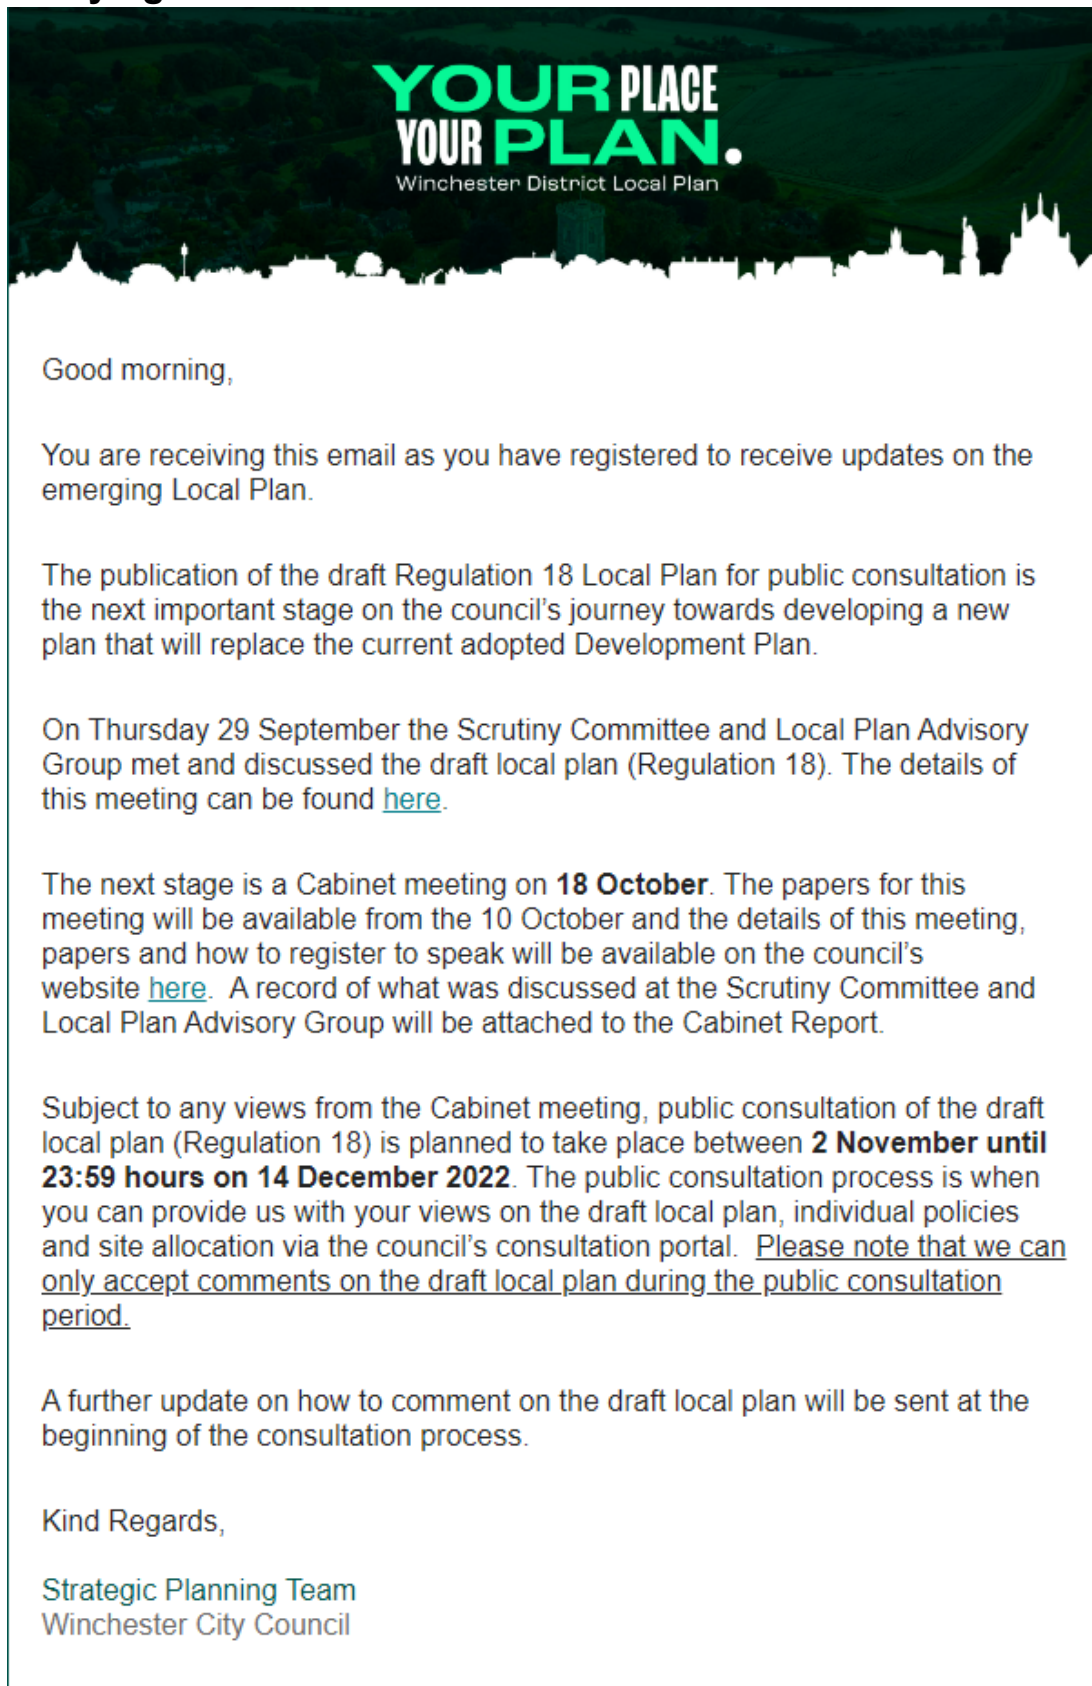 YOUR PLACE
YOUR PLAN.
Winchester District Local Plan
Good morning,
You are receiving this email as you have registered to receive updates on the
emerging Local Plan.
The publication of the draft Regulation 18 Local Plan for public consultation is
the next important stage on the council’s journey towards developing a new
plan that will replace the current adopted Development Plan.
On Thursday 29 September the Scrutiny Committee and Local Plan Advisory
Group met and discussed the draft local plan (Regulation 18). The details of
this meeting can be found here.
The next stage is a Cabinet meeting on 18 October. The papers for this
meeting will be available from the 10 October and the details of this meeting,
papers and how to register to speak will be available on the council’s
website here.  A record of what was discussed at the Scrutiny Committee and
Local Plan Advisory Group will be attached to the Cabinet Report.
Subject to any views from the Cabinet meeting, public consultation of the draft
local plan (Regulation 18) is planned to take place between 2 November until
23:59 hours on 14 December 2022. The public consultation process is when
you can provide us with your views on the draft local plan, individual policies
and site allocation via the council’s consultation portal.  Please note that we can
only accept comments on the draft local plan during the public consultation
period.
A further update on how to comment on the draft local plan will be sent at the
beginning of the consultation process.
Kind Regards,
Strategic Planning Team
Winchester City Council